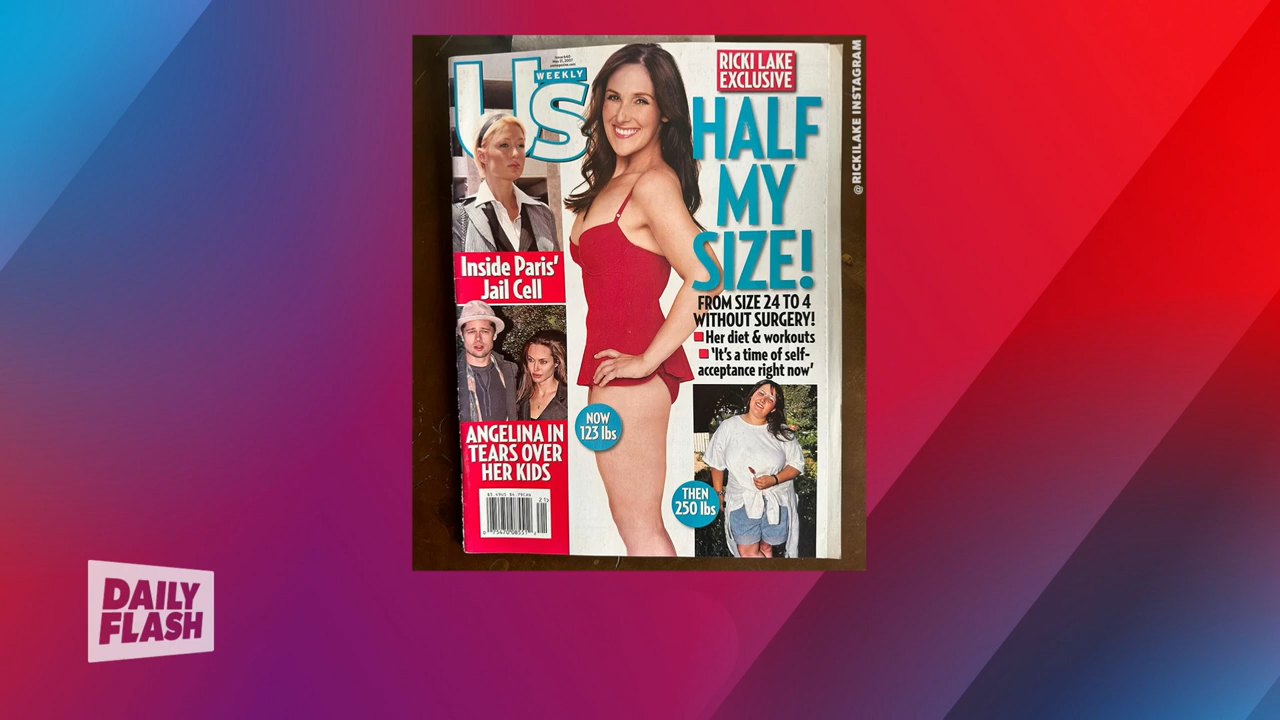 Us
WEEKLY
RICKI LAKE
EXCLUSIVE
HALF
MY
SIZE!
FROM SIZE 24 TO 4
WITHOUT SURGERY!
Her diet & workouts
'It's a time of self-
acceptance right now'
Inside Paris'
Jail Cell
ANGELINA IN
TEARS OVER
HER KIDS
NOW
123 lbs
THEN
250 lbs
@RICKILAKE INSTAGRAM
DAILY
FLASH